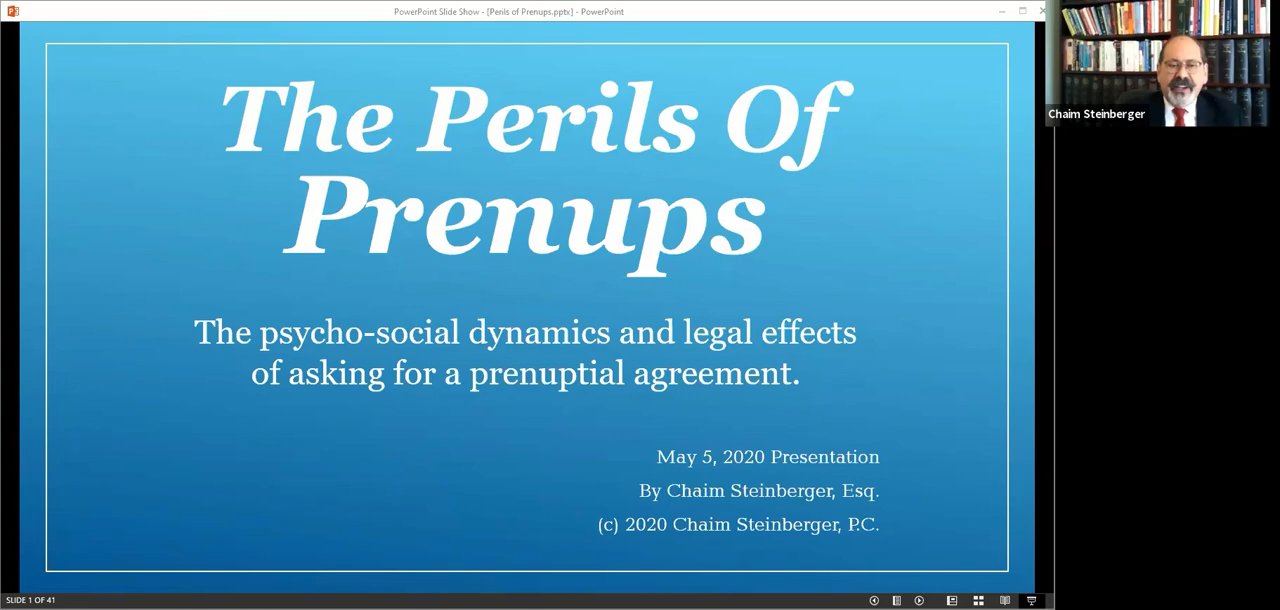 PowerPoint Slide Show - [Perils of Prenups.pptx] - PowerPoint
Chaim Steinberger
The Perils Of
Prenups
The psycho-social dynamics and legal effects
of asking for a prenuptial agreement.
May 5, 2020 Presentation
By Chaim Steinberger, Esq.
(c) 2020 Chaim Steinberger, P.C.
SLIDE 1 OF 41